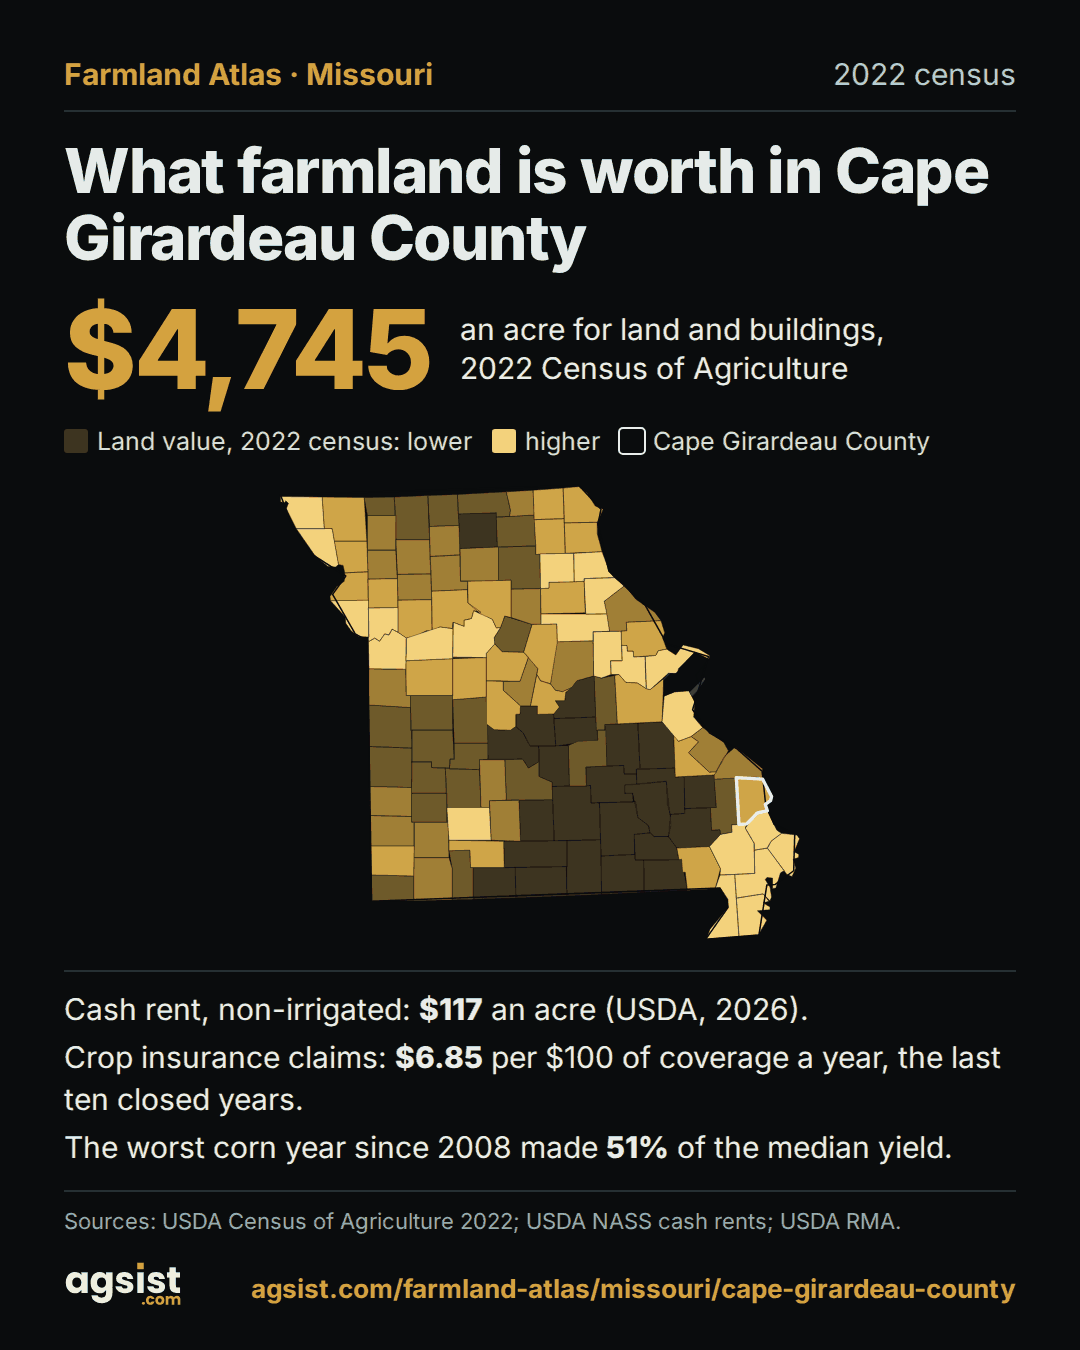 Farmland Atlas · Missouri
2022 census
What farmland is worth in Cape
Girardeau County
$4,745
an acre for land and buildings,
2022 Census of Agriculture
Land value, 2022 census: lower
higher
Cape Girardeau County
Cash rent, non-irrigated: $117 an acre (USDA, 2026).
Crop insurance claims: $6.85 per $100 of coverage a year, the last
ten closed years.
The worst corn year since 2008 made 51% of the median yield.
Sources: USDA Census of Agriculture 2022; USDA NASS cash rents; USDA RMA.
agsist
.com
agsist.com/farmland-atlas/missouri/cape-girardeau-county